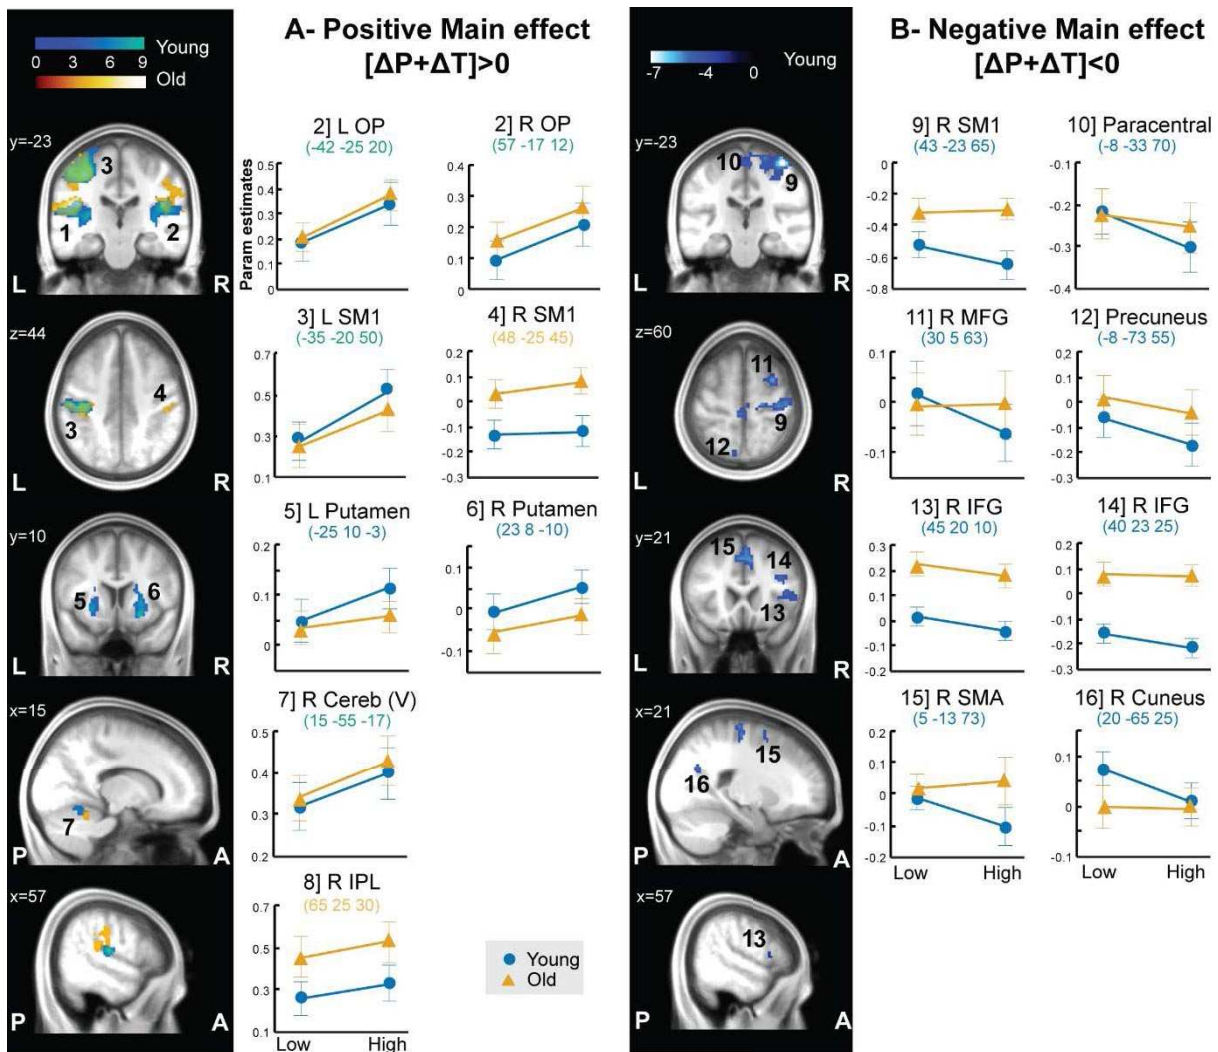 A- Positive Main effect
[ΔP+ΔT]>0
Young
0 3 6 9
Old
y=-23
3
1
2
L
R
2] L OP
(-42 -25 20)
Param estimates
0.5
0.4
0.3
0.2
0.1
0
2] R OP
(57 -17 12)
0.4
0.3
0.2
0.1
0
z=44
4
3
L
R
3] L SM1
(-35 -20 50)
0.7
0.5
0.3
0.1
4] R SM1
(48 -25 45)
0.2
0.1
0
-0.1
-0.2
-0.3
y=10
5
6
L
R
5] L Putamen
(-25 10 -3)
0.2
0.1
0
6] R Putamen
(23 8 -10)
0.1
0
-0.1
x=15
7
P
A
7] R Cereb (V)
(15 -55 -17)
0.5
0.4
0.3
0.2
x=57
P
A
8] R IPL
(65 25 30)
0.7
0.5
0.3
0.1
Low High
Young
Old
B- Negative Main effect
[ΔP+ΔT]<0
Young
-7 -4 0
y=-23
10
9
L
R
9] R SM1
(43 -23 65)
0
-0.2
-0.4
-0.6
-0.8
10] Paracentral
(-8 -33 70)
-0.1
-0.2
-0.3
-0.4
z=60
11
9
12
L
R
11] R MFG
(30 5 63)
0.1
0
0.1
12] Precuneus
(-8 -73 55)
0.2
0.1
0
-0.1
-0.2
-0.3
y=21
15
14
13
L
R
13] R IFG
(45 20 10)
0.3
0.2
0.1
0
-0.1
-0.2
14] R IFG
(40 23 25)
0.2
0.1
0
-0.1
-0.2
-0.3
x=21
15
16
P
A
15] R SMA
(5 -13 73)
0.2
0.1
0
-0.1
-0.2
Low High
16] R Cuneus
(20 -65 25)
0.2
0.1
0
0.1
Low High
x=57
13
P
A